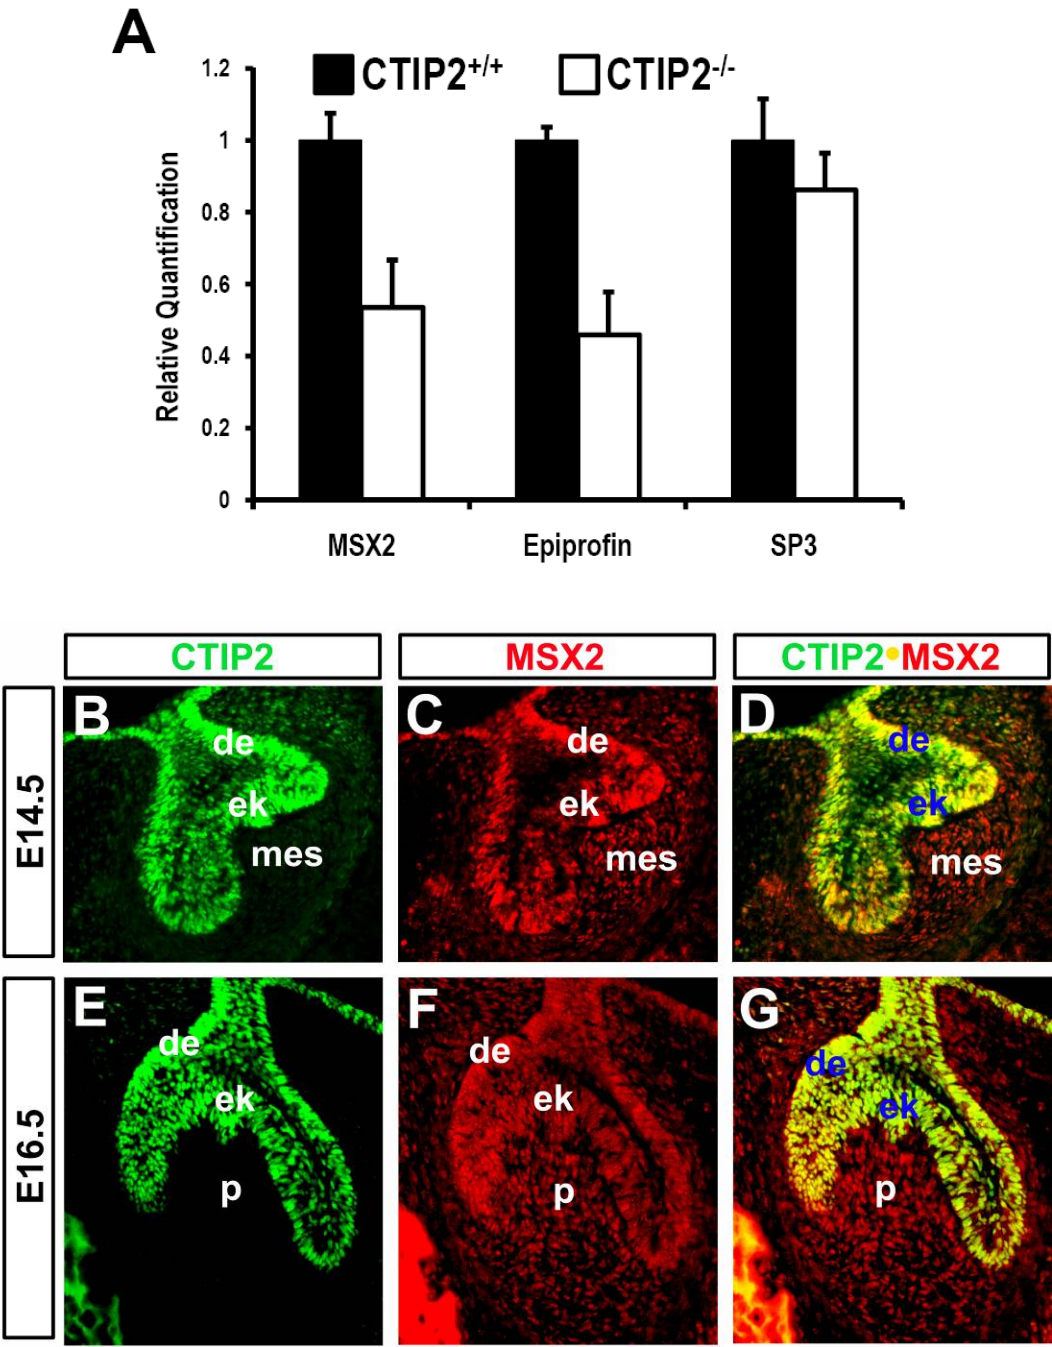 A
CTIP2+/+ CTIP2-/-
Relative Quantification
1.2
1
0.8
0.6
0.4
0.2
0
MSX2 Epiprofin SP3
CTIP2 MSX2 CTIP2•MSX2
E14.5
B C D
de de de
ek ek ek
mes mes mes
E16.5
E F G
de de de
ek ek ek
p p p